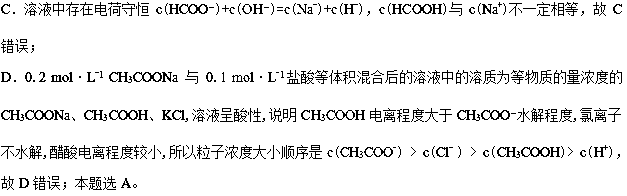 C．溶液中存在电荷守恒 c(HCOO⁻)+c(OH⁻)=c(Na⁺)+c(H⁺)，c(HCOOH)与 c(Na⁺)不一定相等，故 C
错误；
D．0.2 mol·L⁻¹ CH₃COONa 与 0.1 mol·L⁻¹盐酸等体积混合后的溶液中的溶质为等物质的量浓度的
CH₃COONa、CH₃COOH、KCl,溶液呈酸性,说明 CH₃COOH 电离程度大于 CH₃COO⁻水解程度,氯离子
不水解,醋酸电离程度较小,所以粒子浓度大小顺序是 c(CH₃COO⁻) > c(Cl⁻) > c(CH₃COOH)> c(H⁺)，
故 D 错误；本题选 A。